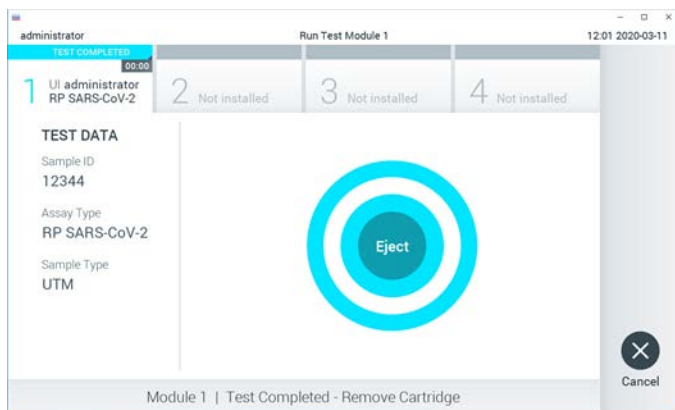 administrator Run Test Module 1 12:01 2020-03-11
TEST COMPLETED
00:00
1 UI administrator
RP SARS-CoV-2
2 Not installed
3 Not installed
4 Not installed
TEST DATA
Sample ID
12344
Assay Type
RP SARS-CoV-2
Sample Type
UTM
Eject
Cancel
Module 1 | Test Completed - Remove Cartridge